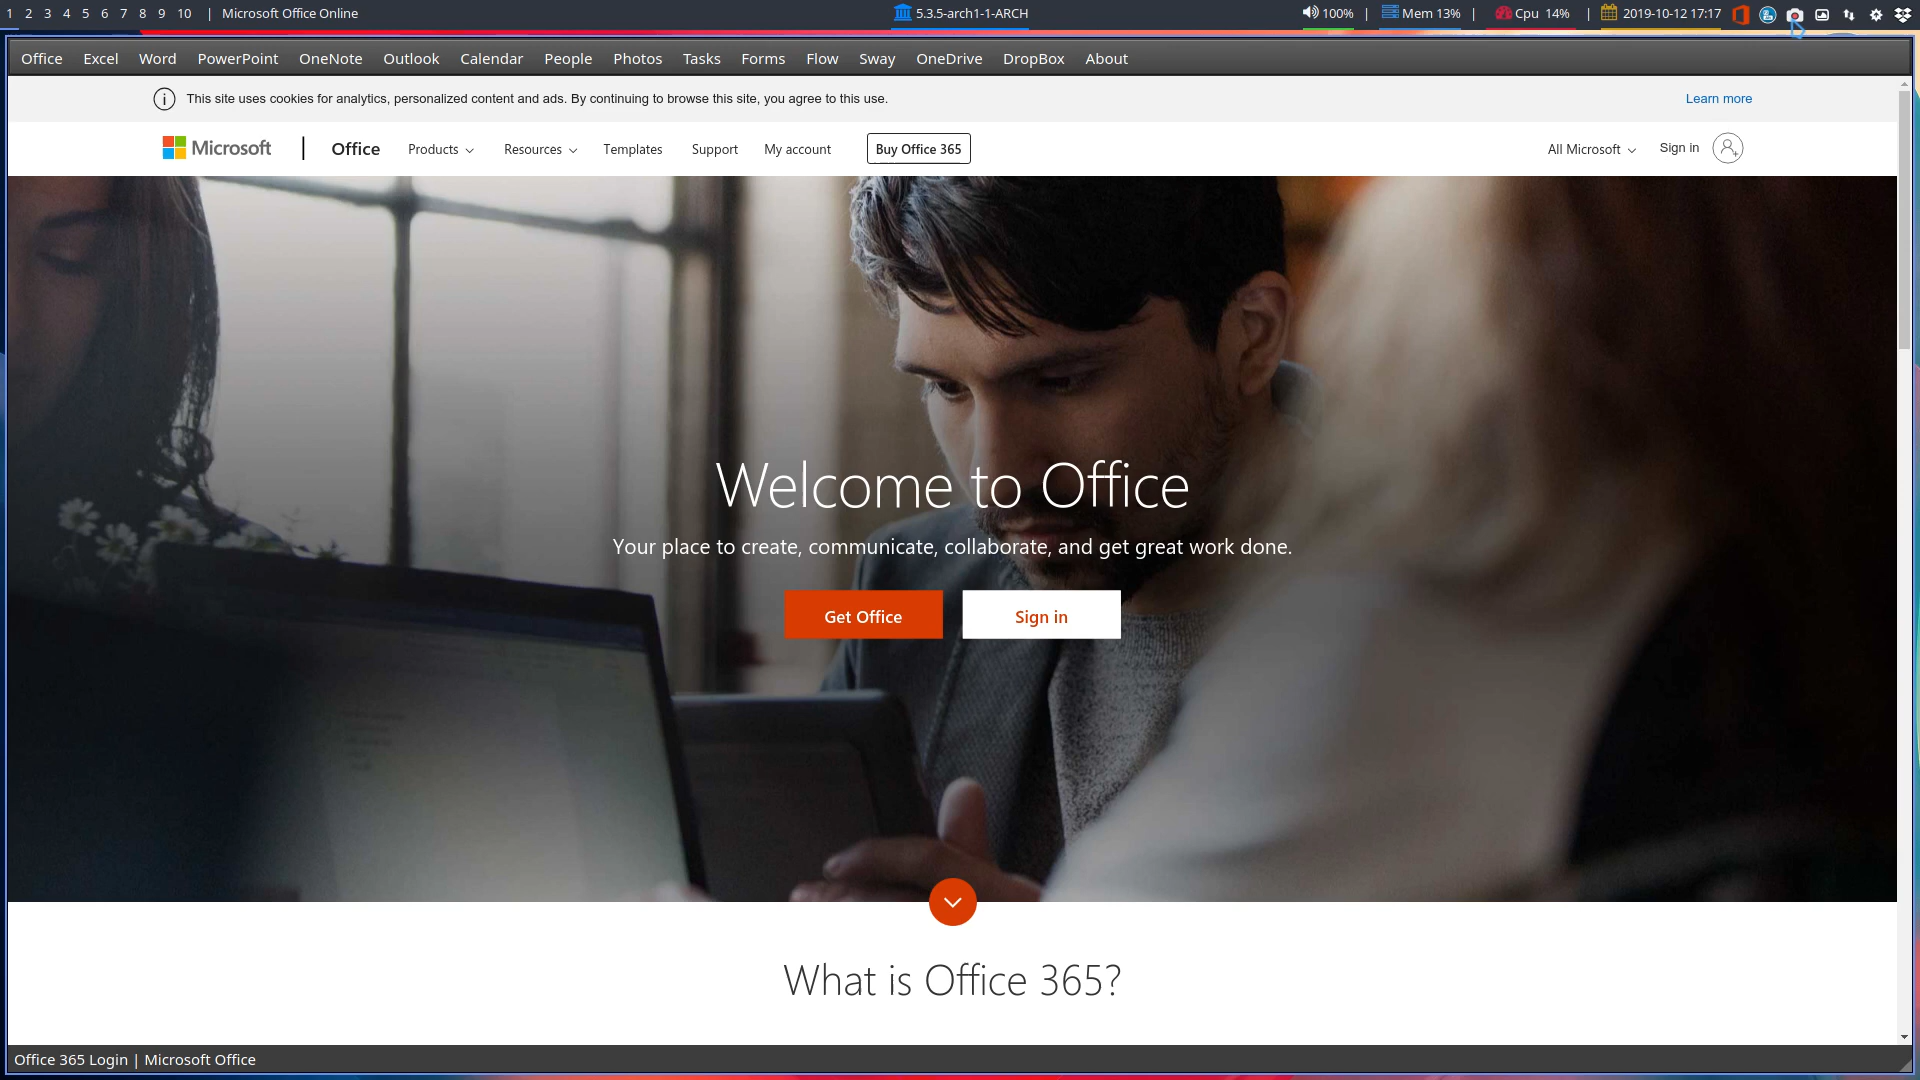 1 2 3 4 5 6 7 8 9 10 | Microsoft Office Online 5.3.5-arch1-1-ARCH 100% | Mem 13% | Cpu 14% | 2019-10-12 17:17
Office Excel Word PowerPoint OneNote Outlook Calendar People Photos Tasks Forms Flow Sway OneDrive DropBox About
This site uses cookies for analytics, personalized content and ads. By continuing to browse this site, you agree to this use. Learn more
Microsoft | Office Products Resources Templates Support My account Buy Office 365 All Microsoft Sign in
Welcome to Office
Your place to create, communicate, collaborate, and get great work done.
Get Office Sign in
What is Office 365?
Office 365 Login | Microsoft Office